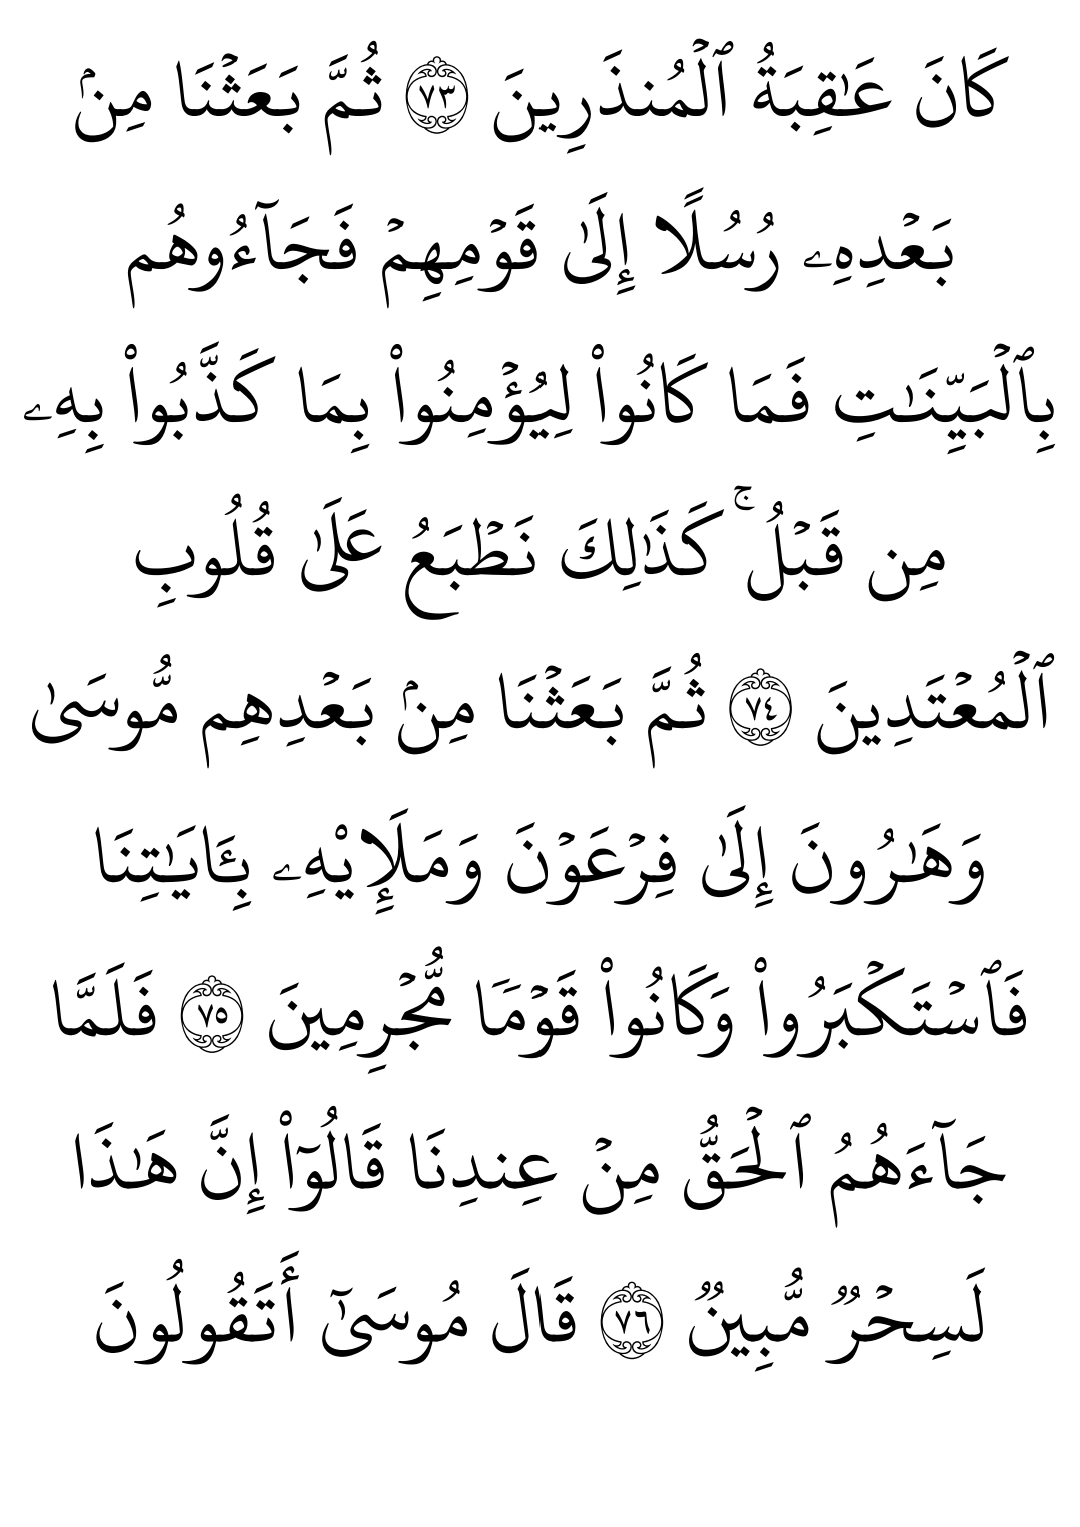 كَانَ عَـٰقِبَةُ ٱلۡمُنذَرِينَ ٧٣ ثُمَّ بَعَثۡنَا مِنۢ
بَعۡدِهِۦ رُسُلًا إِلَىٰ قَوۡمِهِمۡ فَجَآءُوهُم
بِٱلۡبَيِّنَـٰتِ فَمَا كَانُواْ لِيُؤۡمِنُواْ بِمَا كَذَّبُواْ بِهِۦ
مِن قَبۡلُۚ كَذَٰلِكَ نَطۡبَعُ عَلَىٰ قُلُوبِ
ٱلۡمُعۡتَدِينَ ٧٤ ثُمَّ بَعَثۡنَا مِنۢ بَعۡدِهِم مُّوسَىٰ
وَهَـٰرُونَ إِلَىٰ فِرۡعَوۡنَ وَمَلَإِيْهِۦ بِـَٔايَـٰتِنَا
فَٱسۡتَكۡبَرُواْ وَكَانُواْ قَوۡمٗا مُّجۡرِمِينَ ٧٥ فَلَمَّا
جَآءَهُمُ ٱلۡحَقُّ مِنۡ عِندِنَا قَالُوٓاْ إِنَّ هَـٰذَا
لَسِحۡرٞ مُّبِينٞ ٧٦ قَالَ مُوسَىٰٓ أَتَقُولُونَ